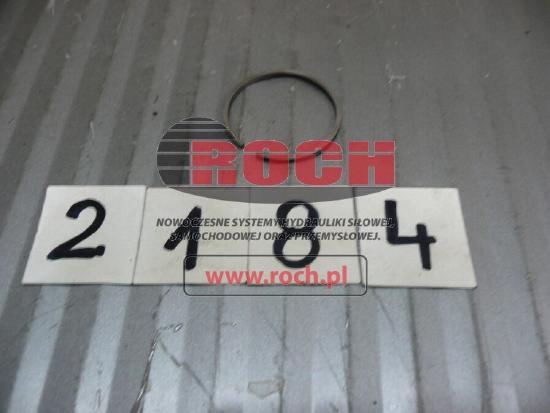 ROCH
2 1 8 4
NOWOCZESNE SYSTEMY HYDRAULIKI SIŁOWEJ,
SAMOCHODOWEJ ORAZ PRZEMYSŁOWEJ.
www.roch.pl